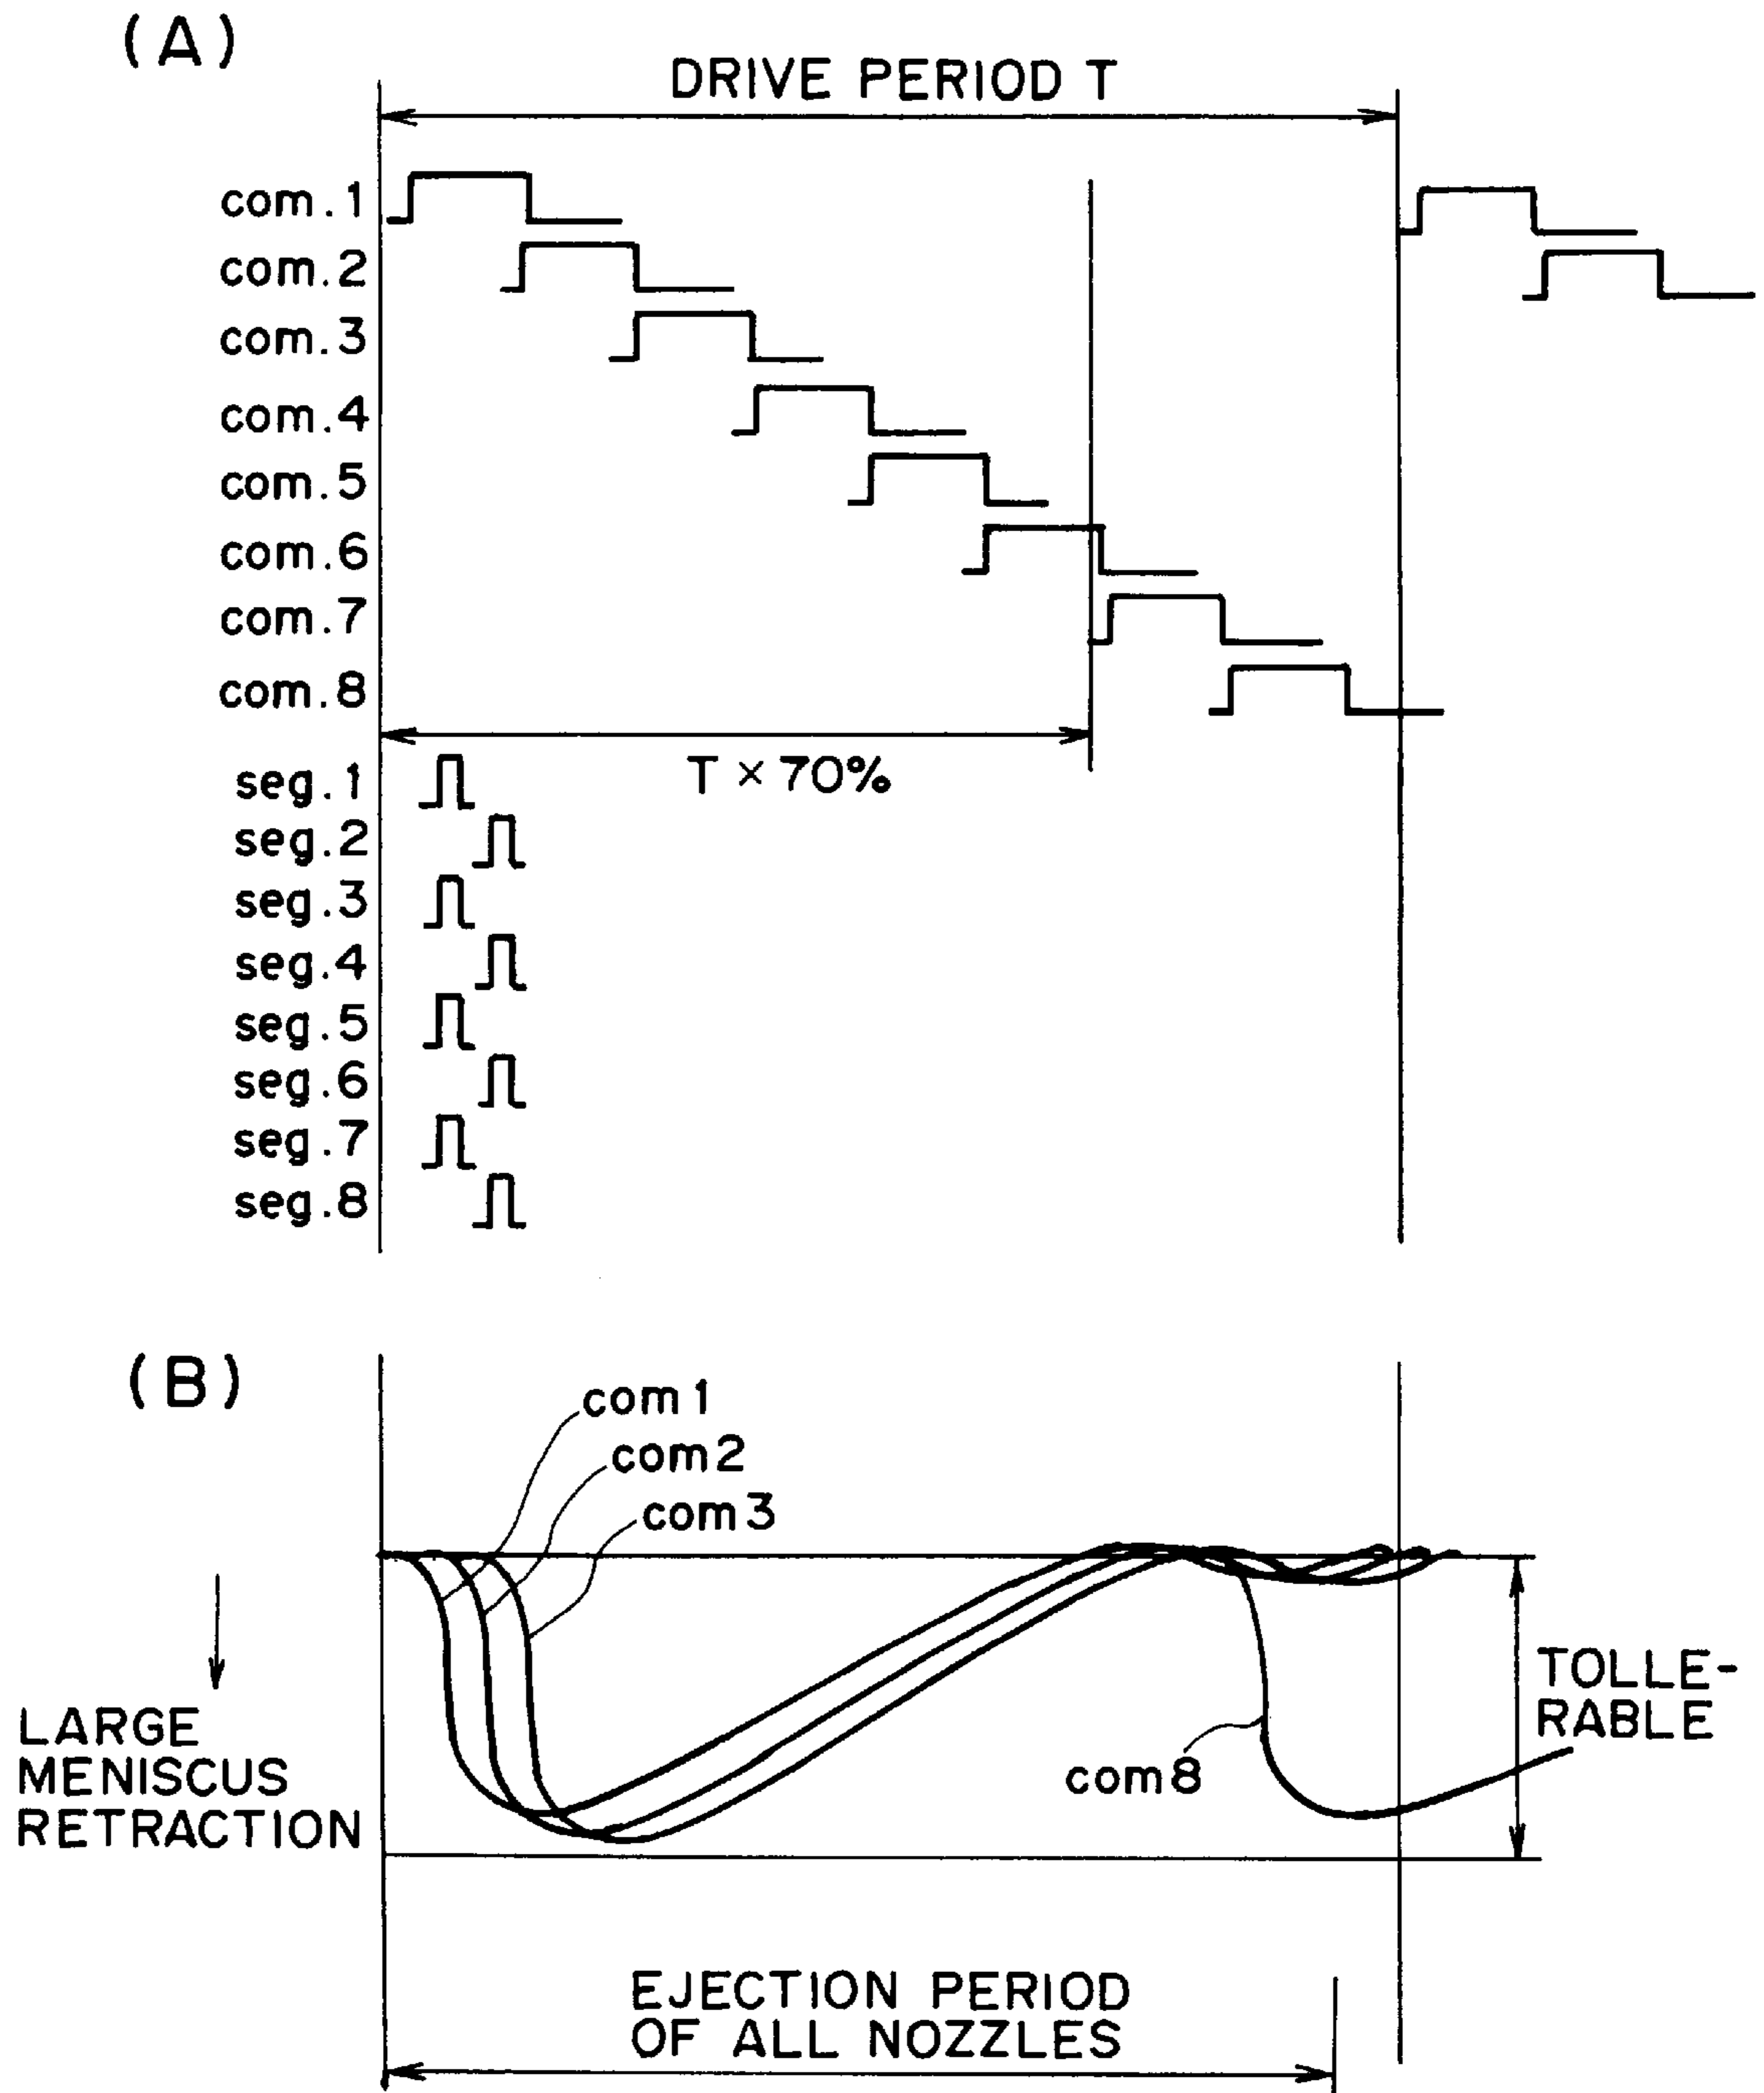 (A)
DRIVE PERIOD T
com.1
com.2
com.3
com.4
com.5
com.6
com.7
com.8
T × 70%
seg.1
seg.2
seg.3
seg.4
seg.5
seg.6
seg.7
seg.8
(B)
com1
com2
com3
TOLLE-
RABLE
LARGE
MENISCUS
RETRACTION
com8
EJECTION PERIOD
OF ALL NOZZLES